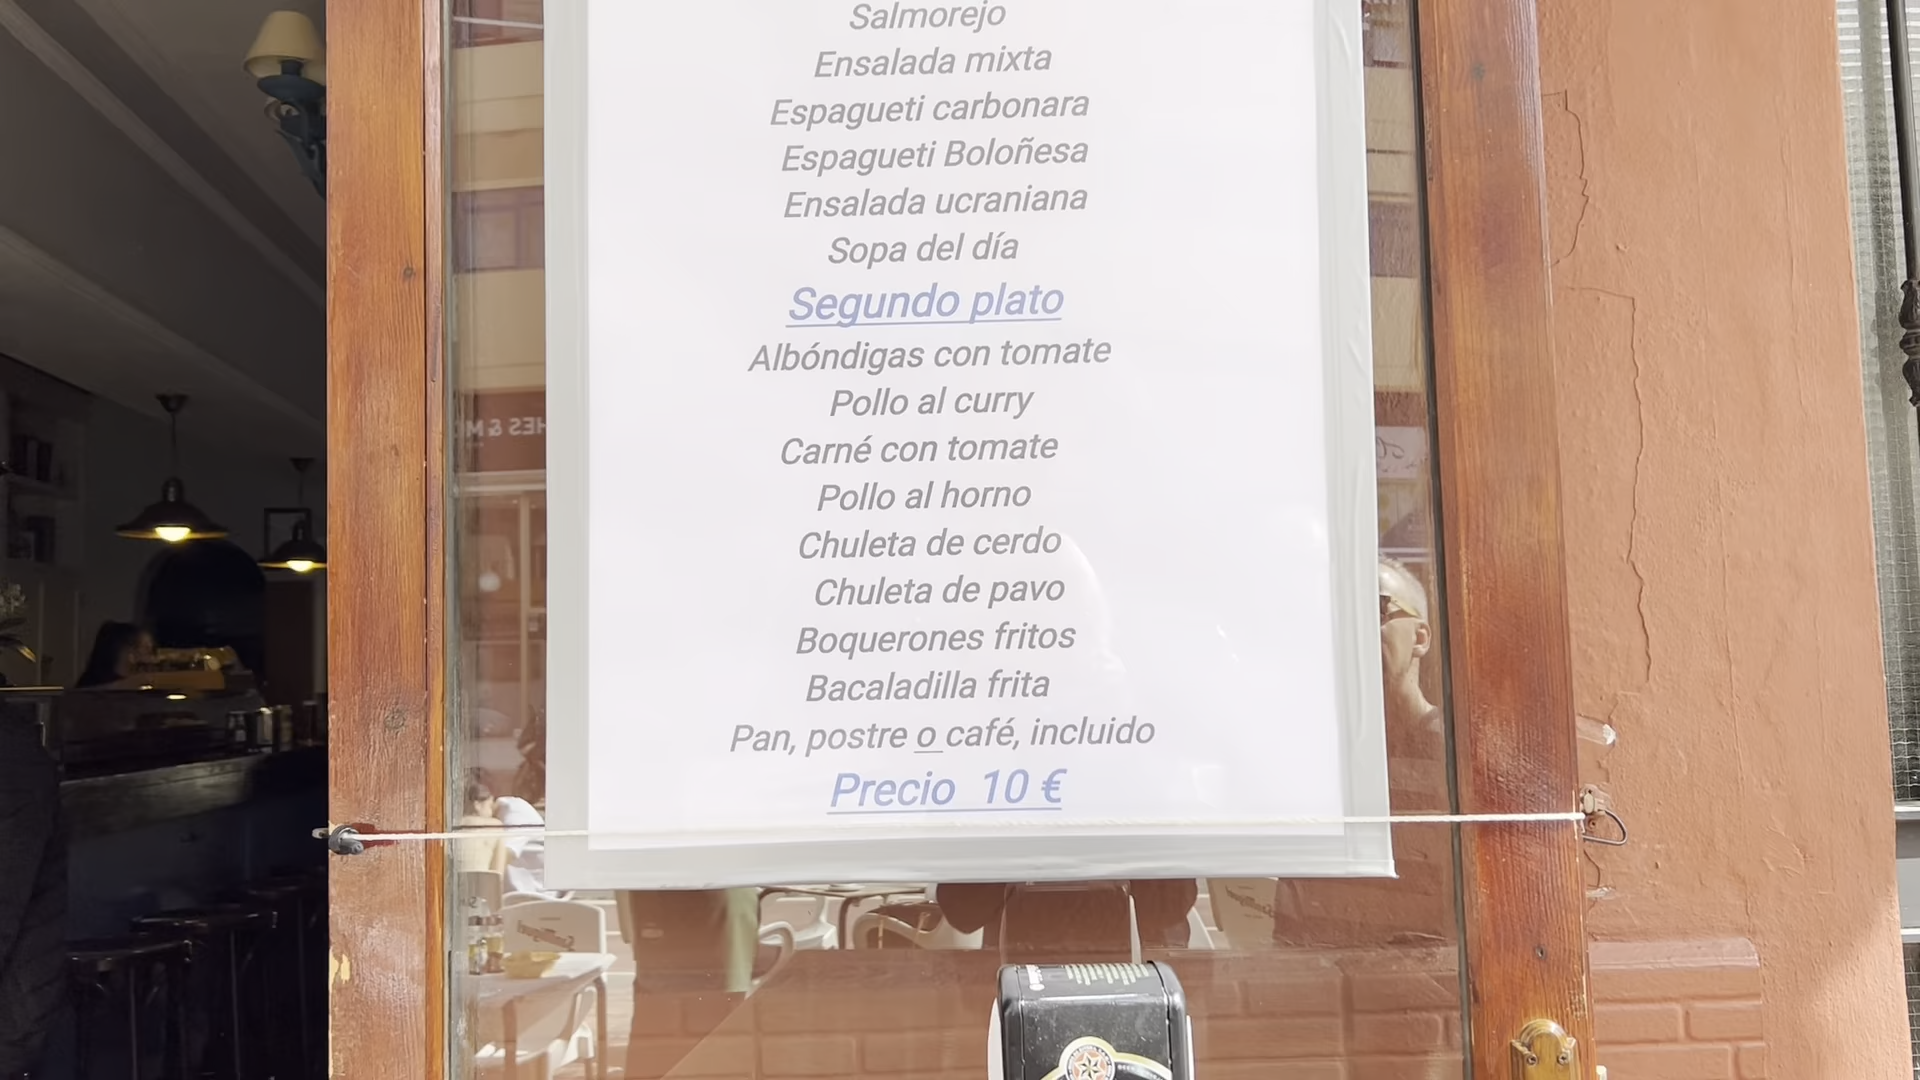 Salmorejo
Ensalada mixta
Espagueti carbonara
Espagueti Boloñesa
Ensalada ucraniana
Sopa del día
Segundo plato
Albóndigas con tomate
Pollo al curry
Carné con tomate
Pollo al horno
Chuleta de cerdo
Chuleta de pavo
Boquerones fritos
Bacaladilla frita
Pan, postre o café, incluido
Precio 10 €